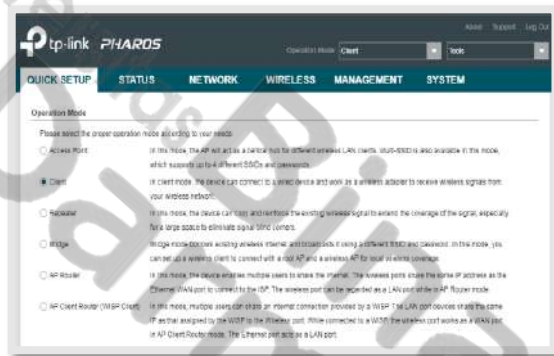 About Support Log Out
tp-link PHAROS
Operation Mode Client Tools
QUICK SETUP STATUS NETWORK WIRELESS MANAGEMENT SYSTEM
Operation Mode
Please select the proper operation mode according to your needs:
Access Point In this mode, the AP will act as a central hub for different wireless LAN clients. Multi-SSID is also available in this mode,
which supports up to 4 different SSIDs and passwords.
Client In client mode, the device can connect to a wired device and work as a wireless adapter to receive wireless signals from
your wireless network.
Repeater In this mode, the device can copy and reinforce the existing wireless signal to extend the coverage of the signal, especially
for a large space to eliminate signal blind corners.
Bridge Bridge mode borrows existing wireless internet and broadcasts it using a different SSID and password. In this mode, you
can set up a wireless client to connect with a root AP and a wireless AP for local wireless coverage.
AP Router In this mode, the device enables multiple users to share the Internet. The wireless ports share the same IP address as the
Ethernet WAN port to connect to the ISP. The wireless port can be regarded as a LAN port while in AP Router mode.
AP Client Router (WISP Client) In this mode, multiple users can share an internet connection provided by a WISP. The LAN port devices share the same
IP as that assigned by the WISP to the Wireless port. While connected to a WISP, the wireless port works as a WAN port
in AP Client Router mode. The Ethernet port acts as a LAN port.